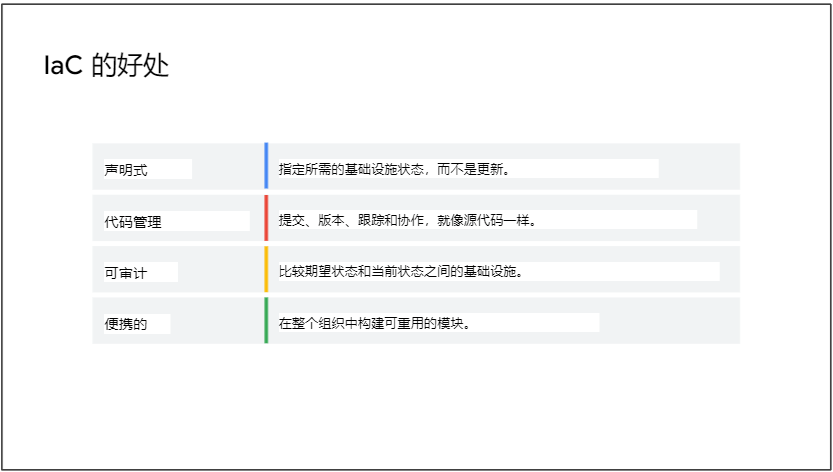 IaC 的好处
声明式
指定所需的基础设施状态，而不是更新。
代码管理
提交、版本、跟踪和协作，就像源代码一样。
可审计
比较期望状态和当前状态之间的基础设施。
便携的
在整个组织中构建可重用的模块。